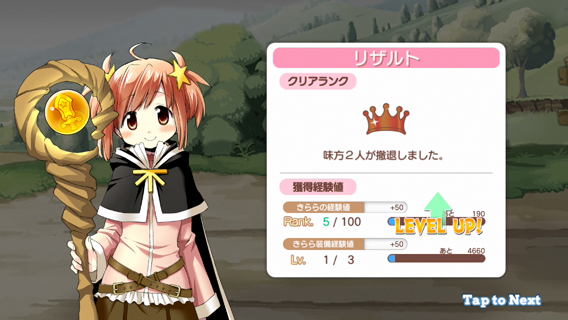 リザルト
クリアランク
味方2人が撤退しました。
獲得経験値
きららの経験値 +50
Rank. 5 / 100 190
LEVEL UP!
きらら装備経験値 +50
あと 4660
Lv. 1 / 3
Tap to Next